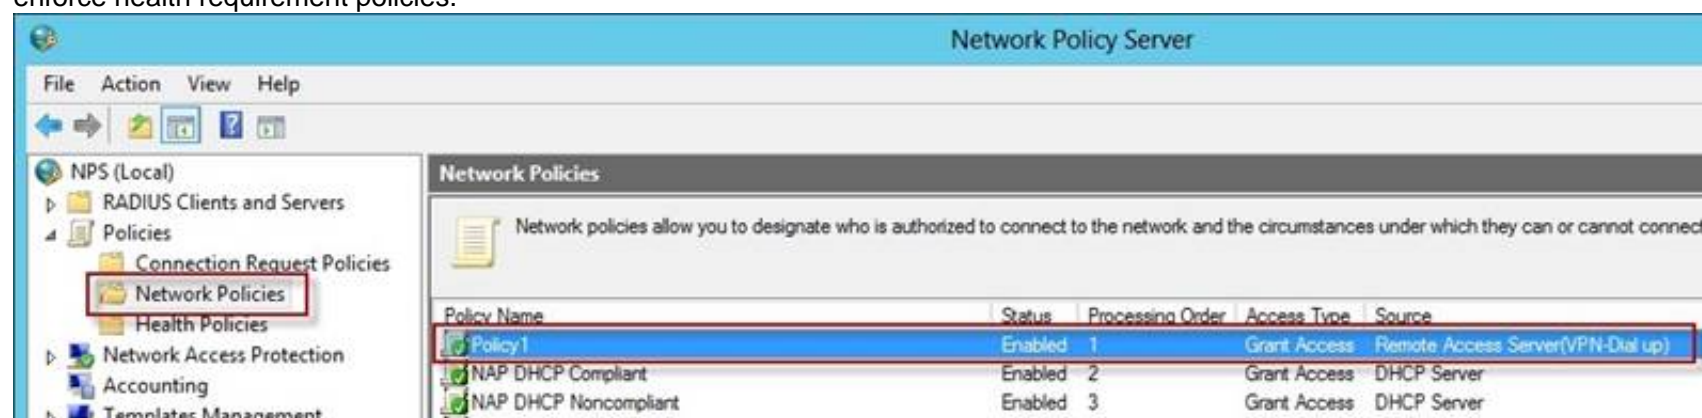 enforce health requirement policies.
Network Policy Server
File Action View Help
NPS (Local)
RADIUS Clients and Servers
Policies
Connection Request Policies
Network Policies
Health Policies
Network Access Protection
Accounting
Templates Management
Network Policies
Network policies allow you to designate who is authorized to connect to the network and the circumstances under which they can or cannot connect
Policy Name Status Processing Order Access Type Source
Policy1 Enabled 1 Grant Access Remote Access Server(VPN-Dial up)
NAP DHCP Compliant Enabled 2 Grant Access DHCP Server
NAP DHCP Noncompliant Enabled 3 Grant Access DHCP Server